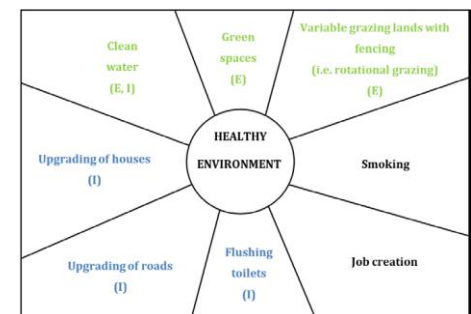 Clean
water
(E, I)
Green
spaces
(E)
Variable grazing lands with
fencing
(i.e. rotational grazing)
(E)
HEALTHY
ENVIRONMENT
Upgrading of houses
(I)
Smoking
Upgrading of roads
(I)
Flushing
toilets
(I)
Job creation